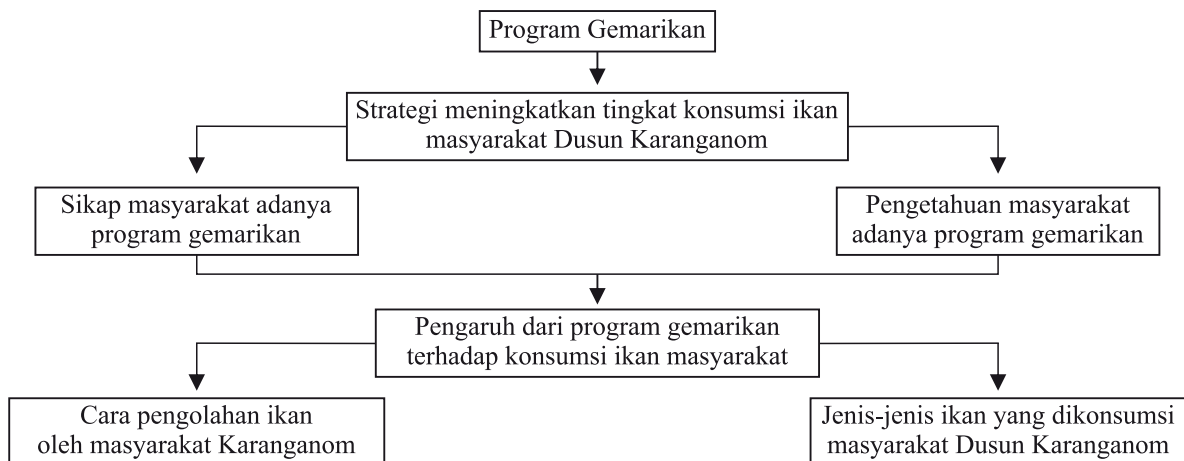 Program Gemarikan
Strategi meningkatkan tingkat konsumsi ikan
masyarakat Dusun Karanganom
Sikap masyarakat adanya
program gemarikan
Pengetahuan masyarakat
adanya program gemarikan
Pengaruh dari program gemarikan
terhadap konsumsi ikan masyarakat
Cara pengolahan ikan
oleh masyarakat Karanganom
Jenis-jenis ikan yang dikonsumsi
masyarakat Dusun Karanganom